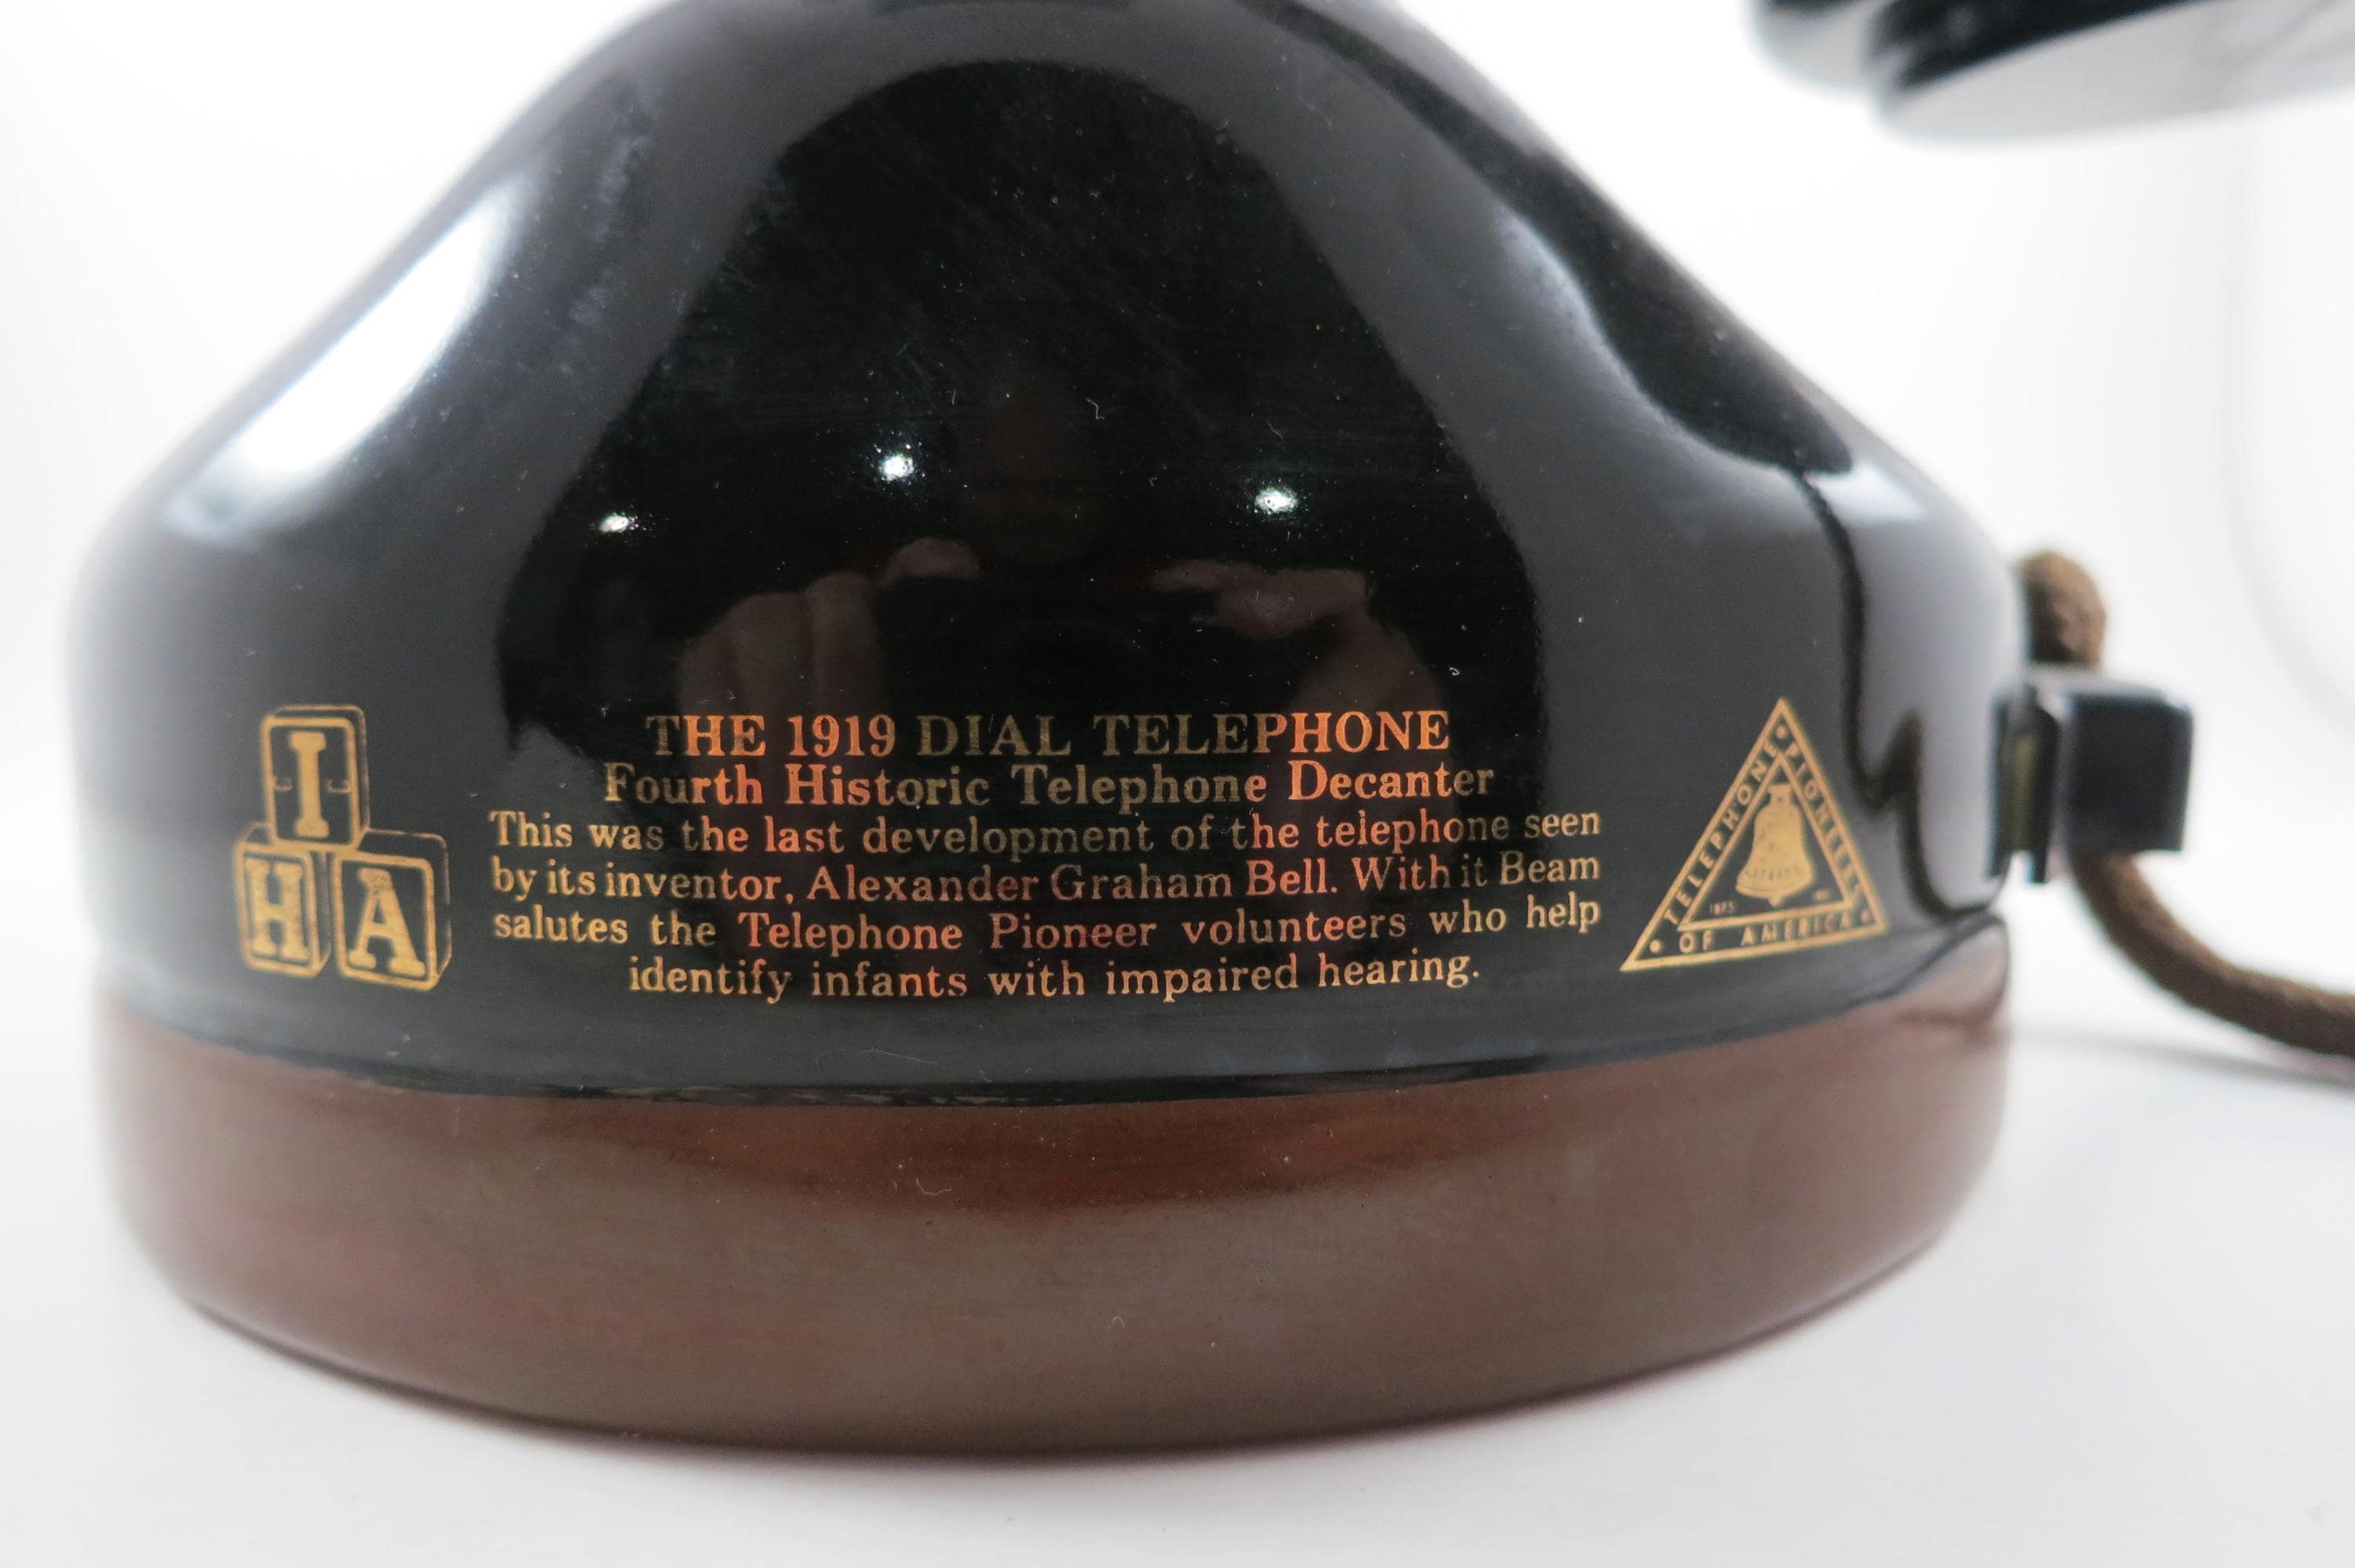 I
H A
THE 1919 DIAL TELEPHONE
Fourth Historic Telephone Decanter
This was the last development of the telephone seen
by its inventor, Alexander Graham Bell. With it Beam
salutes the Telephone Pioneer volunteers who help
identify infants with impaired hearing.
TELEPHONE PIONEERS
OF AMERICA